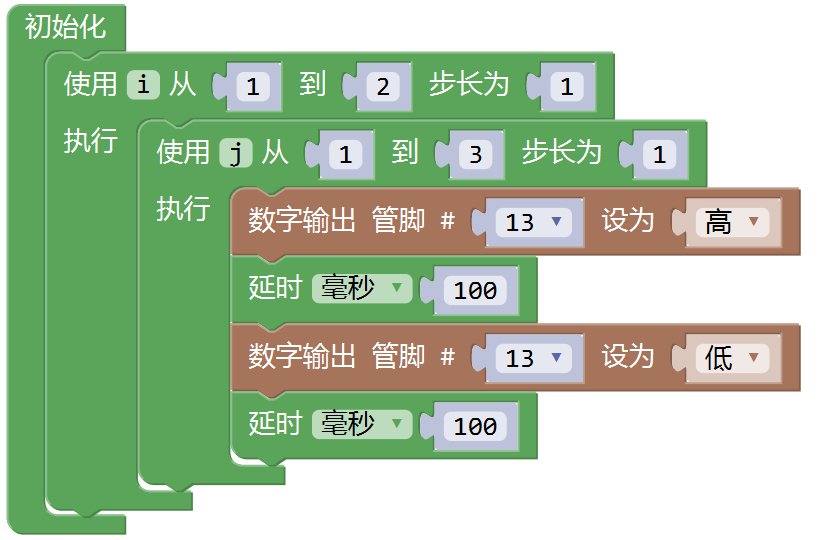 初始化
使用 i 从 1 到 2 步长为 1
执行
使用 j 从 1 到 3 步长为 1
执行
数字输出 管脚 # 13 设为 高
延时 毫秒 100
数字输出 管脚 # 13 设为 低
延时 毫秒 100